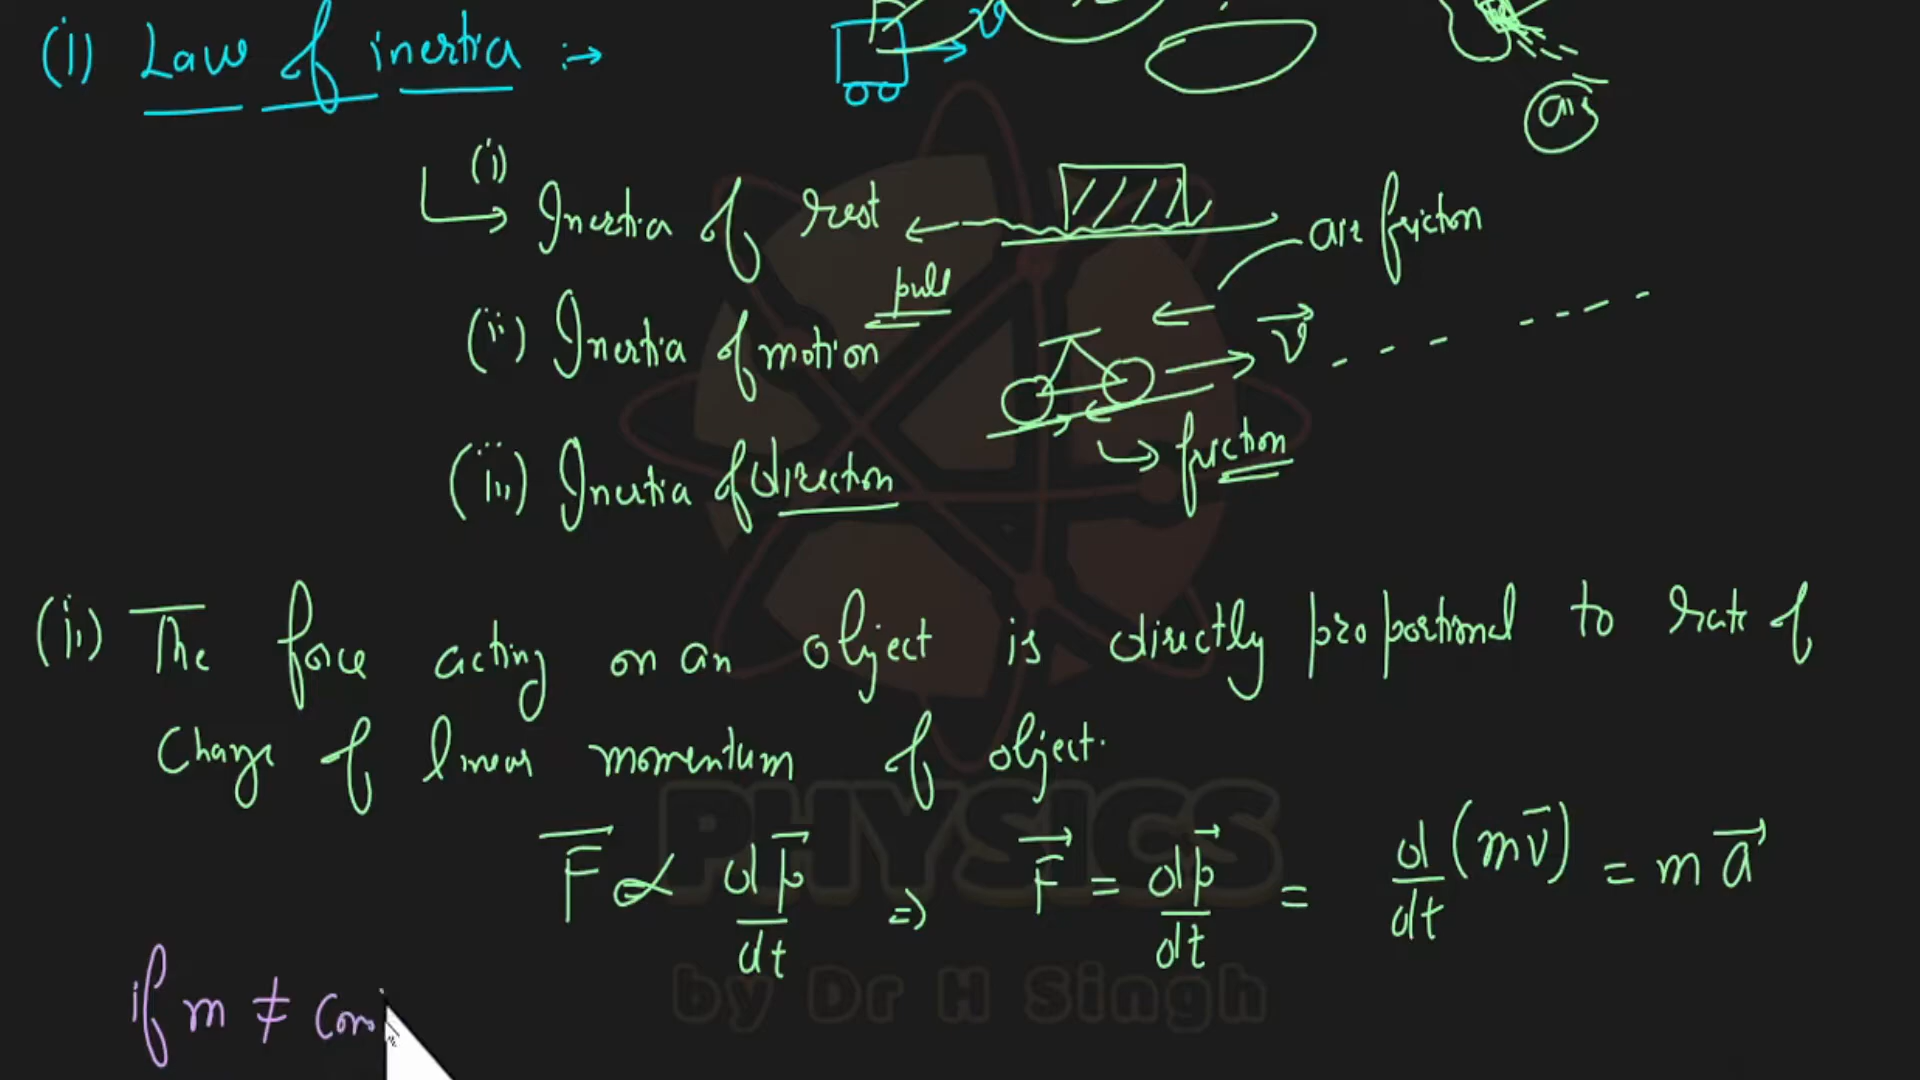 (i) Law of inertia :→
v
air
(i)
Inertia of rest
pull
air friction
(ii) Inertia of motion
v⃗
friction
(iii) Inertia of direction
(ii) The force acting on an object is directly proportional to rate of
Change of linear momentum of object.
F⃗ ∝ dp⃗/dt ⇒ F⃗ = dp⃗/dt = d/dt (mv⃗) = ma⃗
if m ≠ Con
PHYSICS
by Dr H Singh